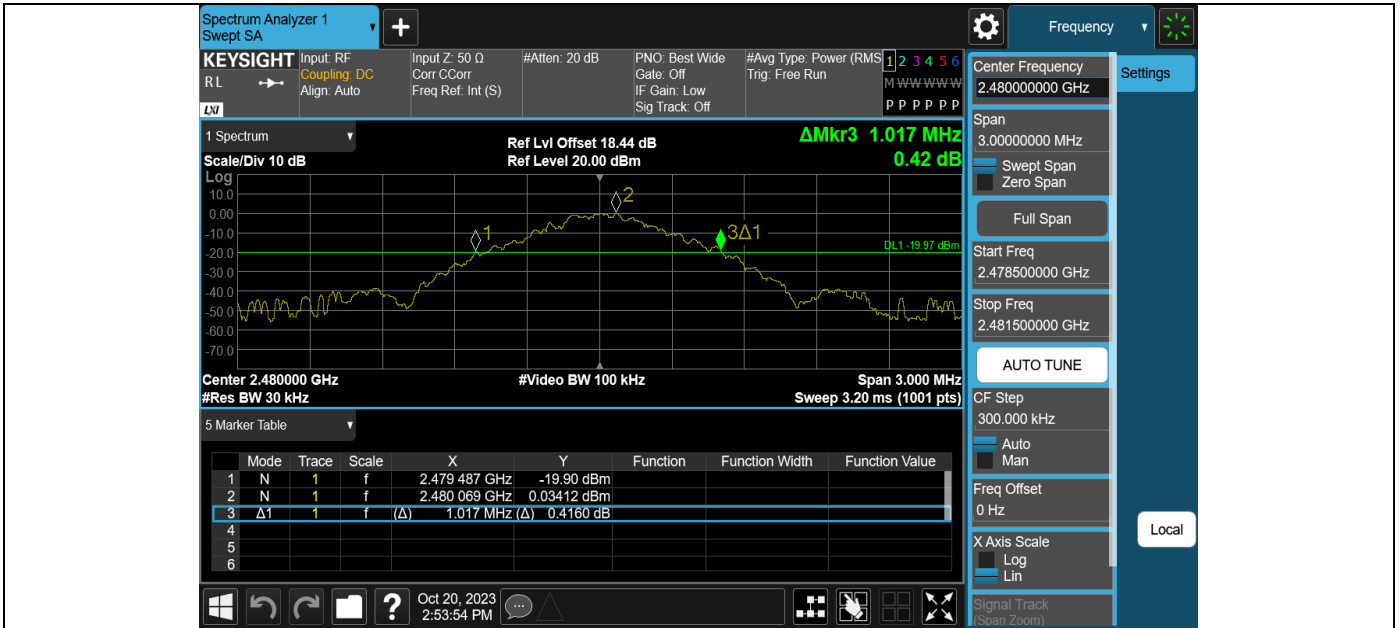 Spectrum Analyzer 1
Swept SA
+
Frequency
KEYSIGHT
RL
LXI
Input: RF
Coupling: DC
Align: Auto
Input Z: 50 Ω
Corr CCorr
Freq Ref: Int (S)
#Atten: 20 dB
PNO: Best Wide
Gate: Off
IF Gain: Low
Sig Track: Off
#Avg Type: Power (RMS
Trig: Free Run
1 2 3 4 5 6
M W W W W W
P P P P P P
1 Spectrum
Scale/Div 10 dB
Ref Lvl Offset 18.44 dB
Ref Level 20.00 dBm
ΔMkr3 1.017 MHz
0.42 dB
Log
10.0
0.00
-10.0
-20.0
-30.0
-40.0
-50.0
-60.0
-70.0
1
2
3Δ1
DL1 -19.97 dBm
Center 2.480000 GHz
#Video BW 100 kHz
Span 3.000 MHz
#Res BW 30 kHz
Sweep 3.20 ms (1001 pts)
5 Marker Table
Mode Trace Scale X Y Function Function Width Function Value
1 N 1 f 2.479 487 GHz -19.90 dBm
2 N 1 f 2.480 069 GHz 0.03412 dBm
3 Δ1 1 f (Δ) 1.017 MHz (Δ) 0.4160 dB
4
5
6
?
Oct 20, 2023
2:53:54 PM
Center Frequency
2.480000000 GHz
Span
3.00000000 MHz
Swept Span
Zero Span
Full Span
Start Freq
2.478500000 GHz
Stop Freq
2.481500000 GHz
AUTO TUNE
CF Step
300.000 kHz
Auto
Man
Freq Offset
0 Hz
X Axis Scale
Log
Lin
Signal Track
(Span Zoom)
Settings
Local